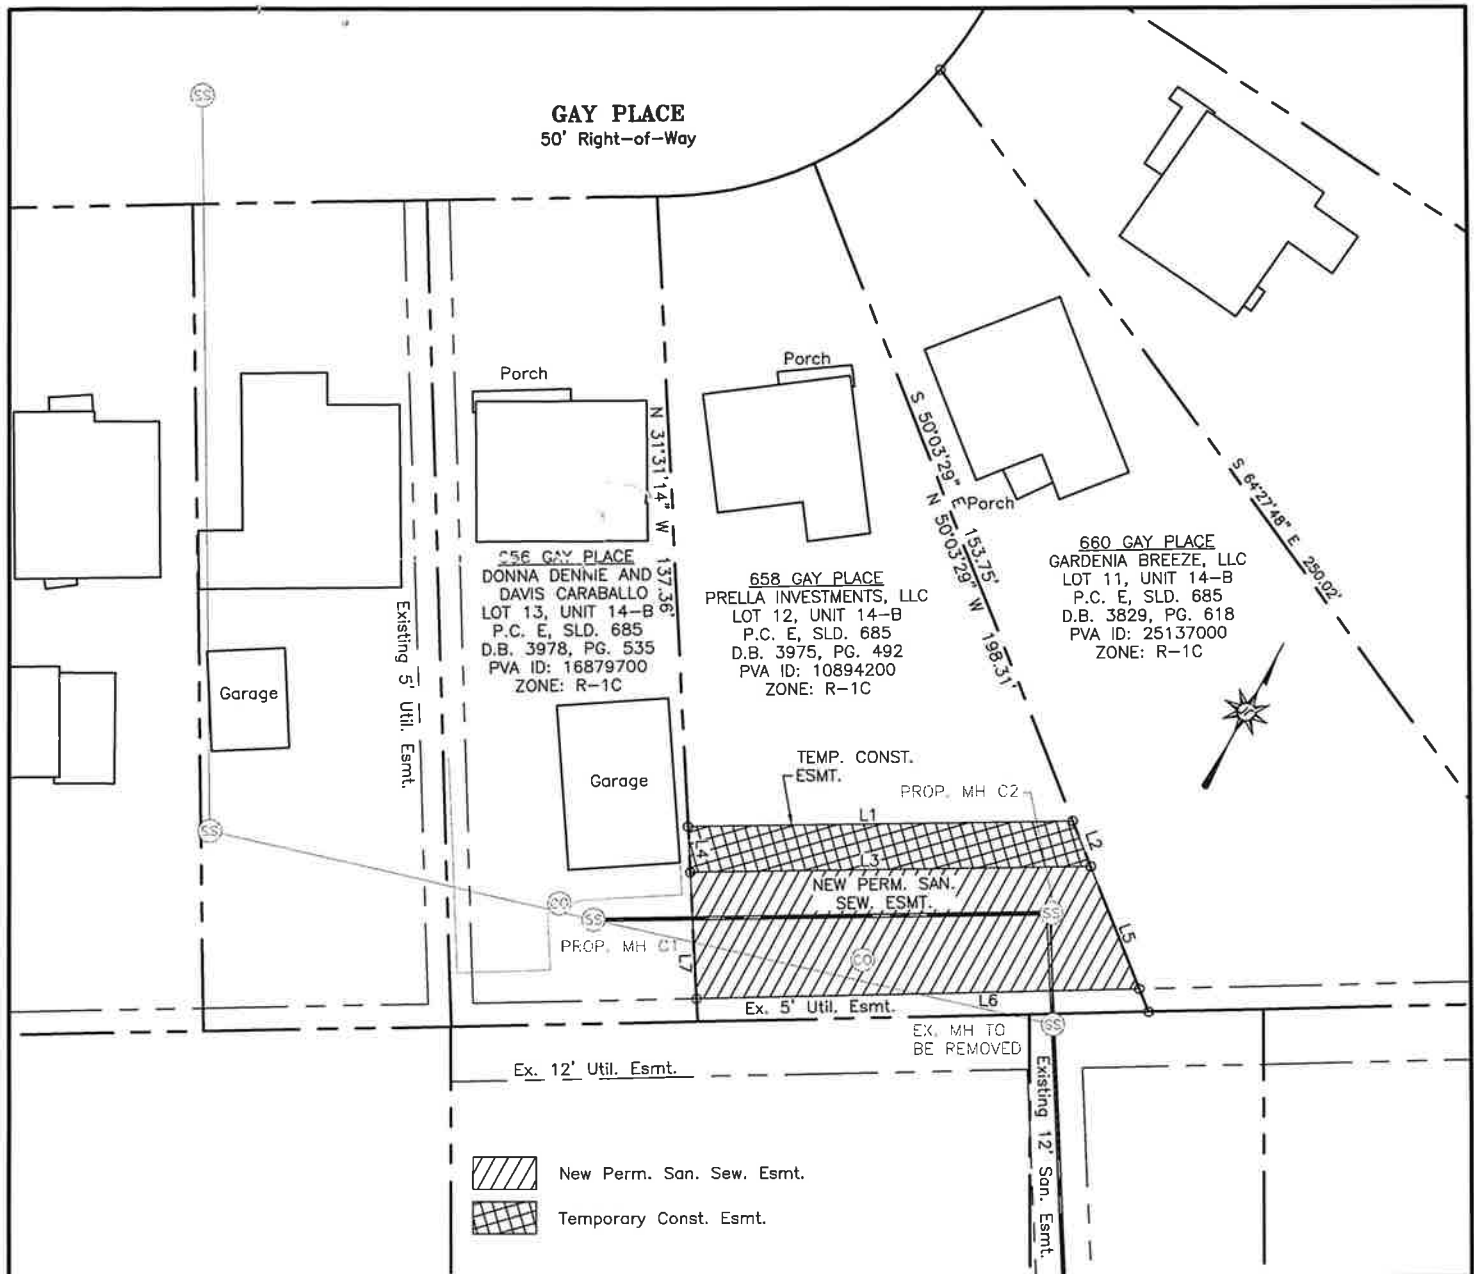 SS
GAY PLACE
50' Right-of-Way
Porch
Porch
Porch
N 31°31'14" W 137.36'
S 50°03'29" E 153.75'
N 50°03'29" W 198.31'
S 64°27'48" E 250.02'
656 GAY PLACE
DONNA DENNIE AND
DAVIS CARABALLO
LOT 13, UNIT 14-B
P.C. E, SLD. 685
D.B. 3978, PG. 535
PVA ID: 16879700
ZONE: R-1C
658 GAY PLACE
PRELLA INVESTMENTS, LLC
LOT 12, UNIT 14-B
P.C. E, SLD. 685
D.B. 3975, PG. 492
PVA ID: 10894200
ZONE: R-1C
660 GAY PLACE
GARDENIA BREEZE, LLC
LOT 11, UNIT 14-B
P.C. E, SLD. 685
D.B. 3829, PG. 618
PVA ID: 25137000
ZONE: R-1C
Existing 5' Util. Esmt.
Garage
Garage
N
TEMP. CONST.
ESMT.
PROP. MH C2
L1
L2
L3
L4
SS
NEW PERM. SAN.
SEW. ESMT.
CO
SS
SS
PROP. MH C1
CO
L5
L7
L6
Ex. 5' Util. Esmt.
SS
EX. MH TO
BE REMOVED
Ex. 12' Util. Esmt.
Existing 12' San. Esmt.
New Perm. San. Sew. Esmt.
Temporary Const. Esmt.